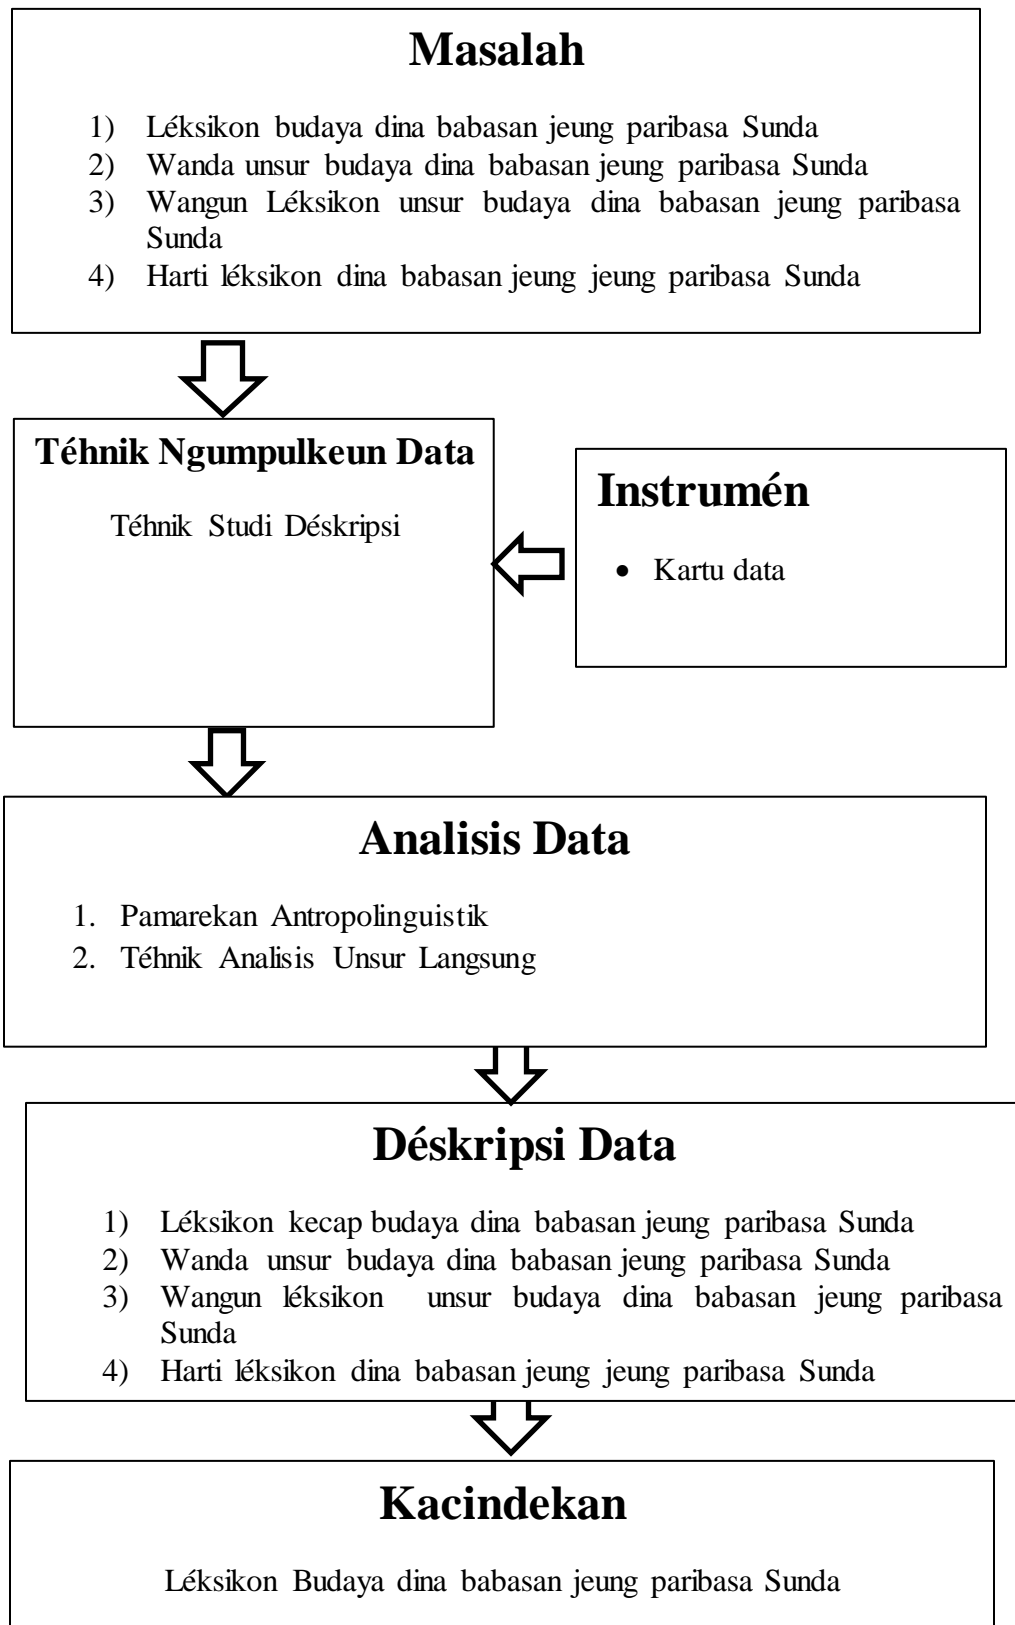 Masalah
1) Léksikon budaya dina babasan jeung paribasa Sunda
2) Wanda unsur budaya dina babasan jeung paribasa Sunda
3) Wangun Léksikon unsur budaya dina babasan jeung paribasa
Sunda
4) Harti léksikon dina babasan jeung jeung paribasa Sunda
Téhnik Ngumpulkeun Data
Téhnik Studi Déskripsi
Instrumén
• Kartu data
Analisis Data
1. Pamarekan Antropolinguistik
2. Téhnik Analisis Unsur Langsung
Déskripsi Data
1) Léksikon kecap budaya dina babasan jeung paribasa Sunda
2) Wanda unsur budaya dina babasan jeung paribasa Sunda
3) Wangun léksikon unsur budaya dina babasan jeung paribasa
Sunda
4) Harti léksikon dina babasan jeung jeung paribasa Sunda
Kacindekan
Léksikon Budaya dina babasan jeung paribasa Sunda